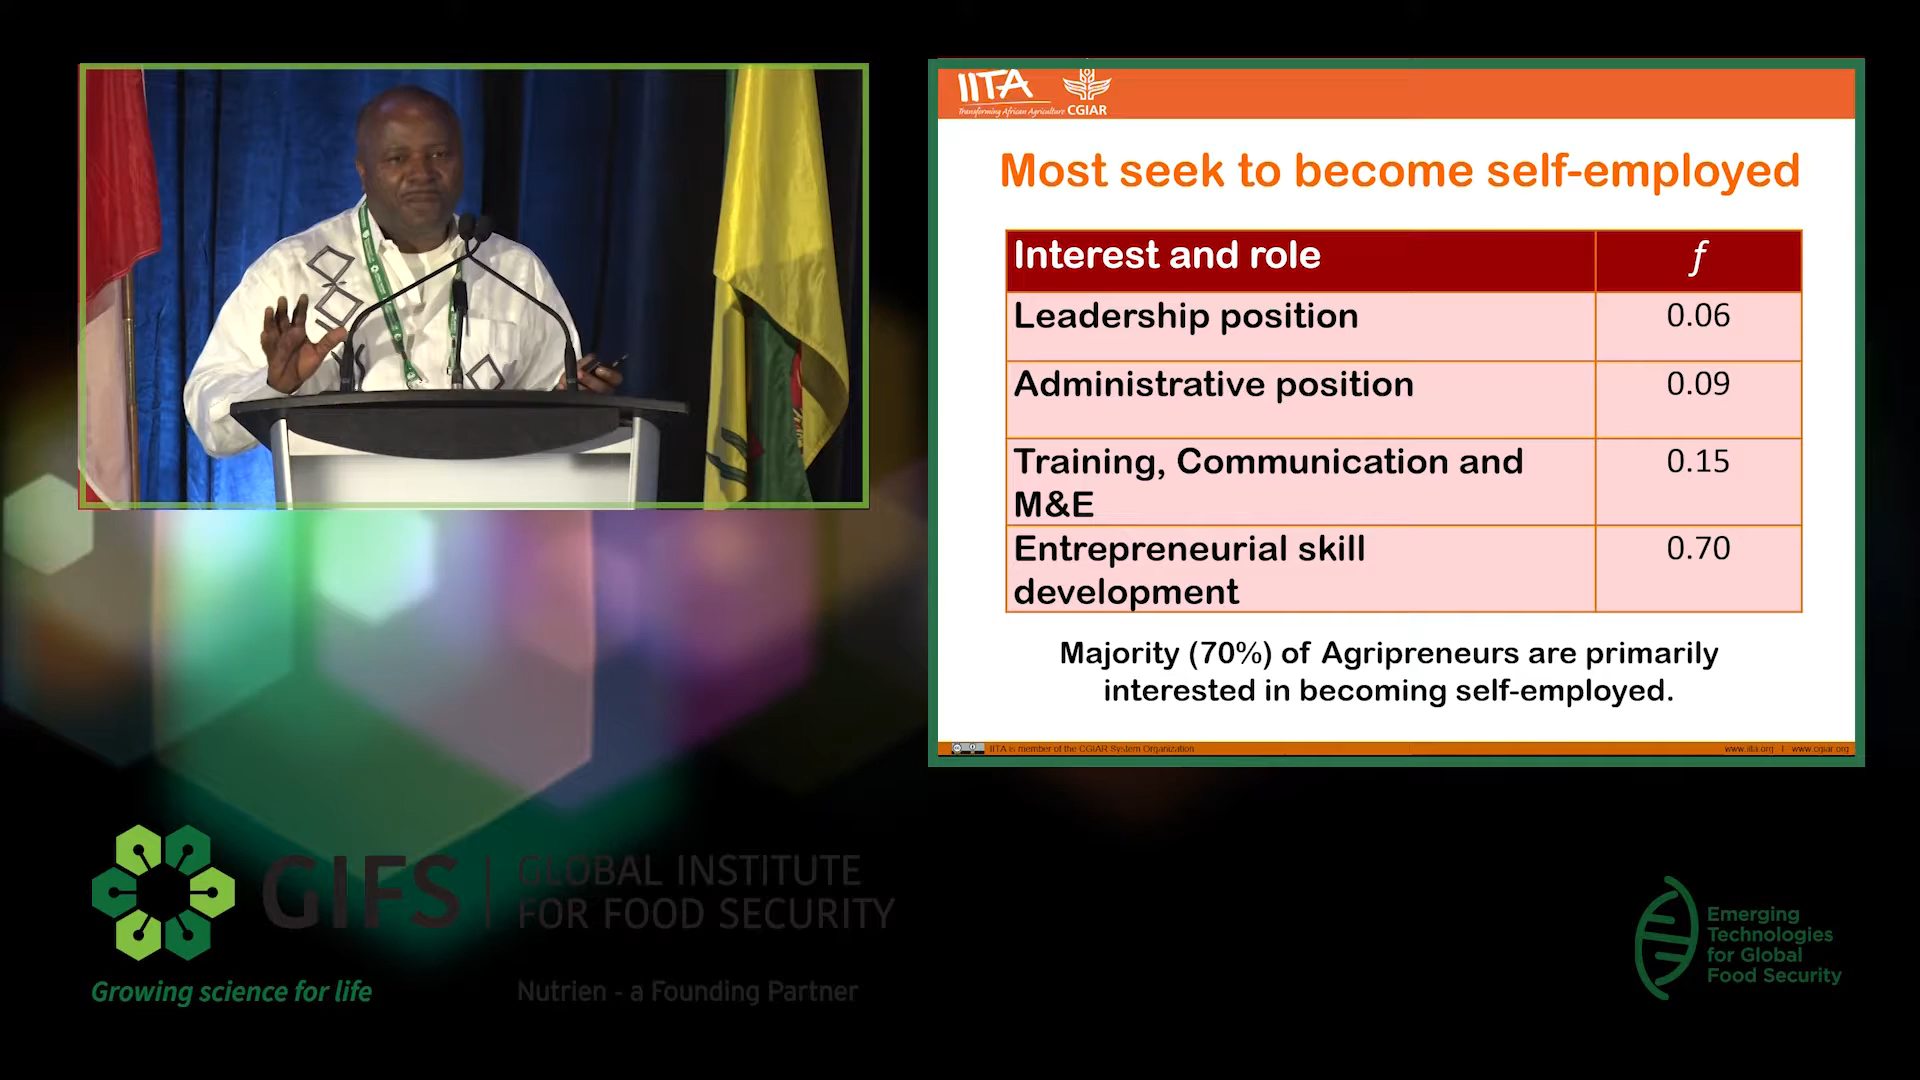 IITA
Transforming African Agriculture
CGIAR
Most seek to become self-employed
Interest and role f
Leadership position 0.06
Administrative position 0.09
Training, Communication and 0.15
M&E
Entrepreneurial skill 0.70
development
Majority (70%) of Agripreneurs are primarily
interested in becoming self-employed.
IITA is member of the CGIAR System Organization
www.iita.org | www.cgiar.org
GIFS
GLOBAL INSTITUTE
FOR FOOD SECURITY
Growing science for life
Nutrien - a Founding Partner
Emerging
Technologies
for Global
Food Security